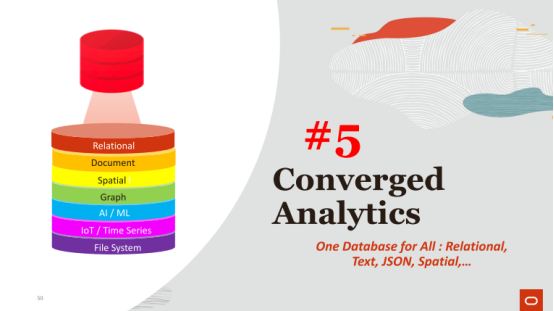 Relational
Document
Spatial
Graph
AI / ML
IoT / Time Series
File System
#5
Converged
Analytics
One Database for All : Relational,
Text, JSON, Spatial,...